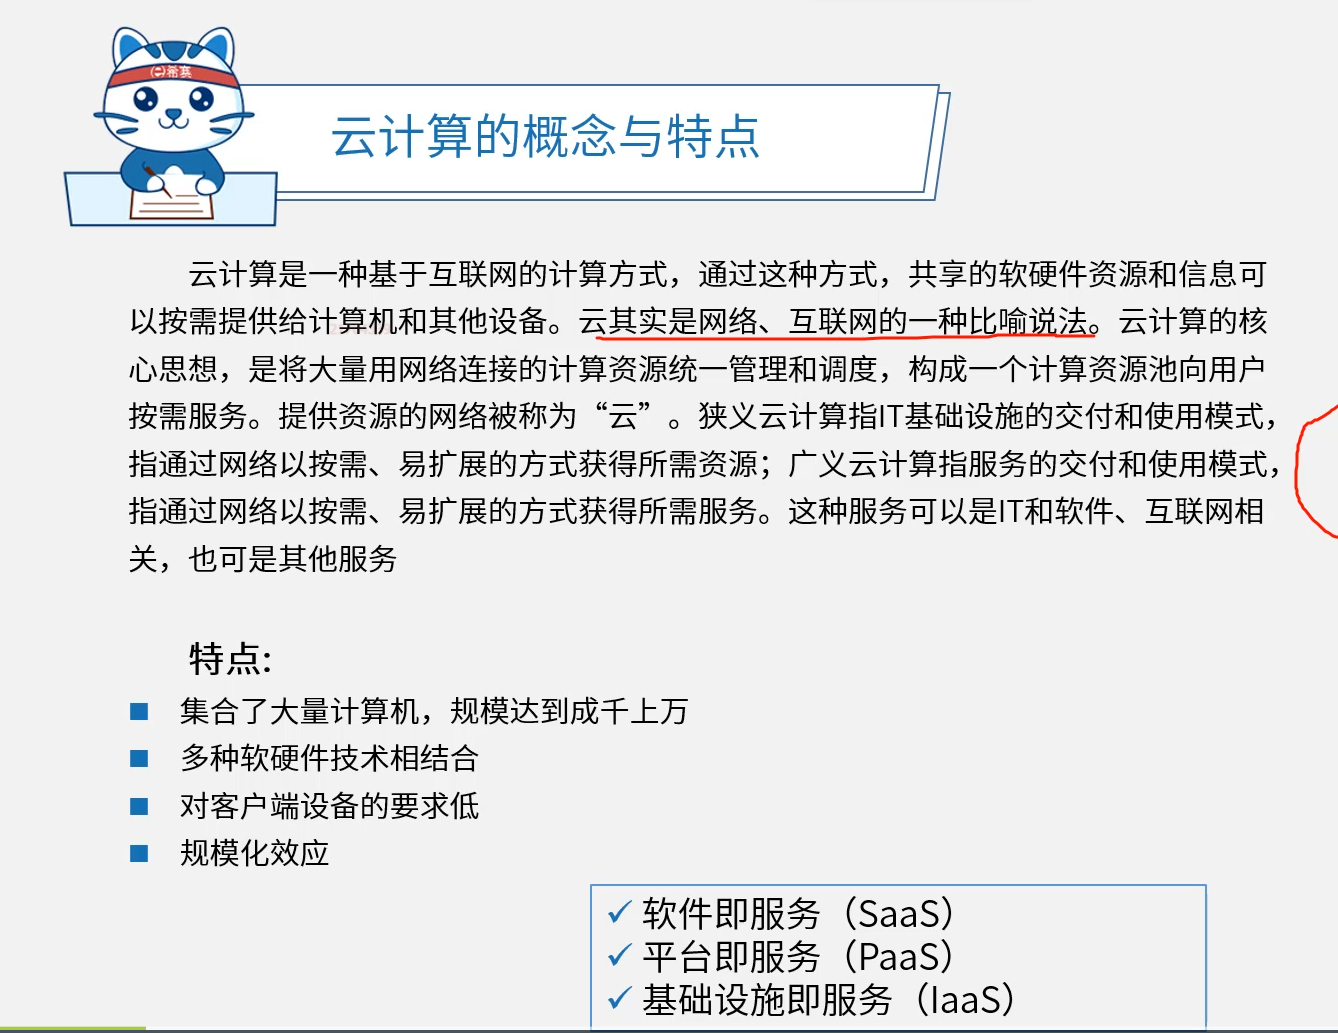 希赛
云计算的概念与特点
云计算是一种基于互联网的计算方式，通过这种方式，共享的软硬件资源和信息可
以按需提供给计算机和其他设备。云其实是网络、互联网的一种比喻说法。云计算的核
心思想，是将大量用网络连接的计算资源统一管理和调度，构成一个计算资源池向用户
按需服务。提供资源的网络被称为“云”。狭义云计算指IT基础设施的交付和使用模式，
指通过网络以按需、易扩展的方式获得所需资源；广义云计算指服务的交付和使用模式，
指通过网络以按需、易扩展的方式获得所需服务。这种服务可以是IT和软件、互联网相
关，也可是其他服务
特点：
集合了大量计算机，规模达到成千上万
多种软硬件技术相结合
对客户端设备的要求低
规模化效应
软件即服务（SaaS）
平台即服务（PaaS）
基础设施即服务（IaaS）